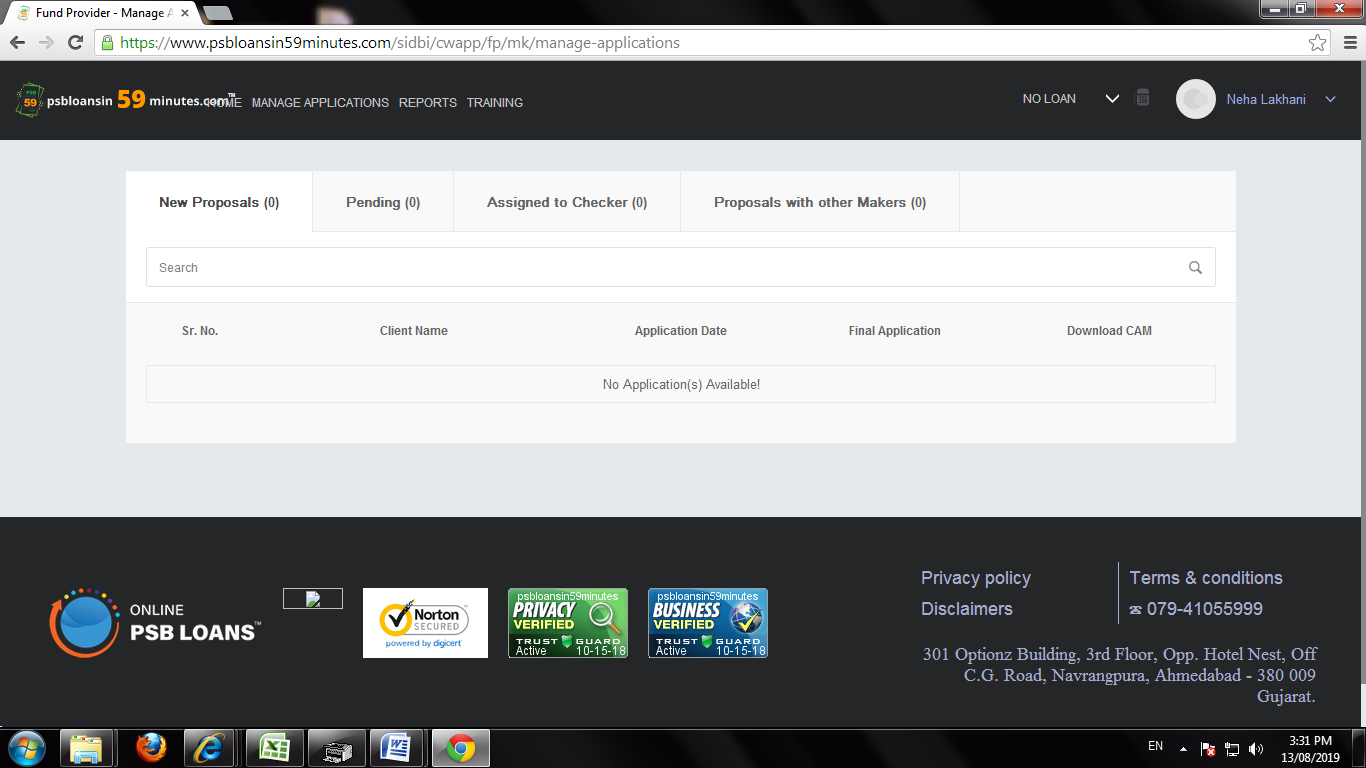 Fund Provider - Manage A
https://www.psbloansin59minutes.com/sidbi/cwapp/fp/mk/manage-applications
PSB
59
psbloansin 59 minutes.com™
HOME MANAGE APPLICATIONS REPORTS TRAINING
NO LOAN
Neha Lakhani
New Proposals (0)
Pending (0)
Assigned to Checker (0)
Proposals with other Makers (0)
Search
Sr. No.
Client Name
Application Date
Final Application
Download CAM
No Application(s) Available!
ONLINE
PSB LOANS™
Norton
SECURED
powered by digicert
psbloansin59minutes
PRIVACY
VERIFIED
TRUST GUARD
Active 10-15-18
psbloansin59minutes
BUSINESS
VERIFIED
TRUST GUARD
Active 10-15-18
Privacy policy
Disclaimers
Terms & conditions
☎ 079-41055999
301 Optionz Building, 3rd Floor, Opp. Hotel Nest, Off
C.G. Road, Navrangpura, Ahmedabad - 380 009
Gujarat.
EN
3:31 PM
13/08/2019